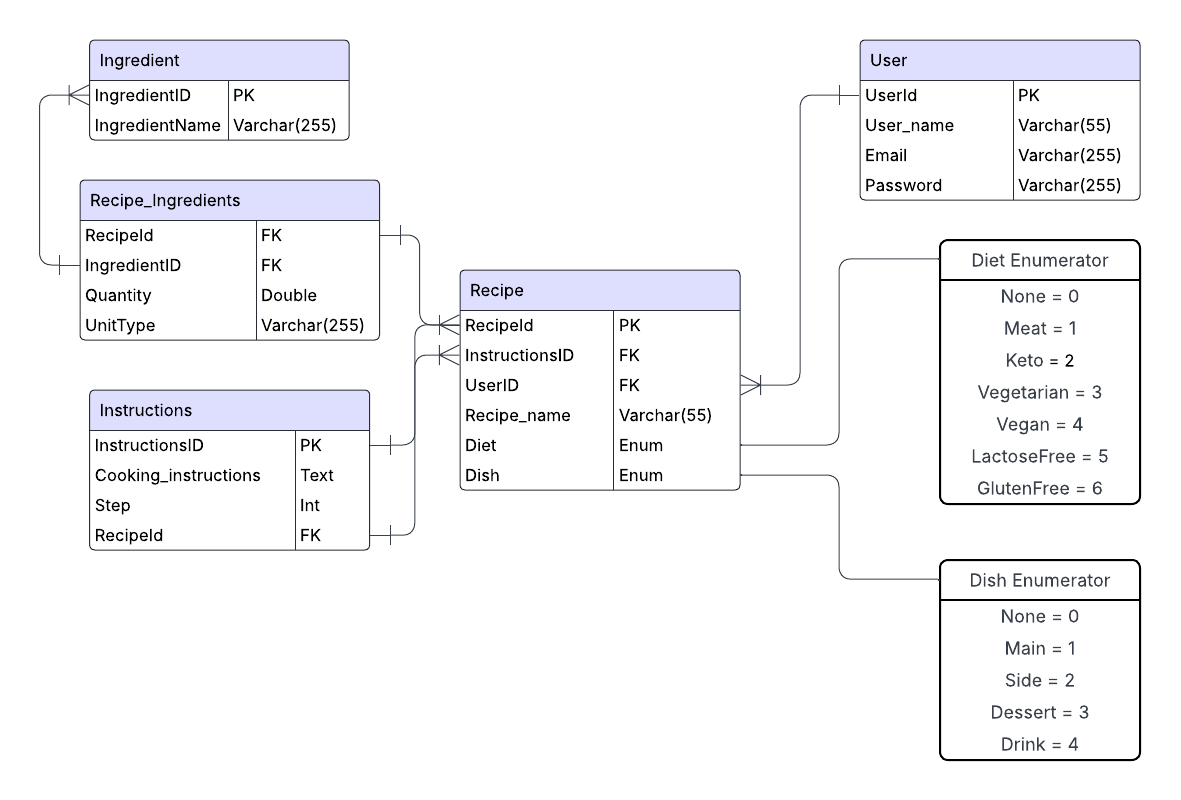 Ingredient
IngredientID PK
IngredientName Varchar(255)
Recipe_Ingredients
RecipeId FK
IngredientID FK
Quantity Double
UnitType Varchar(255)
Instructions
InstructionsID PK
Cooking_instructions Text
Step Int
RecipeId FK
Recipe
RecipeId PK
InstructionsID FK
UserID FK
Recipe_name Varchar(55)
Diet Enum
Dish Enum
User
UserId PK
User_name Varchar(55)
Email Varchar(255)
Password Varchar(255)
Diet Enumerator
None = 0
Meat = 1
Keto = 2
Vegetarian = 3
Vegan = 4
LactoseFree = 5
GlutenFree = 6
Dish Enumerator
None = 0
Main = 1
Side = 2
Dessert = 3
Drink = 4